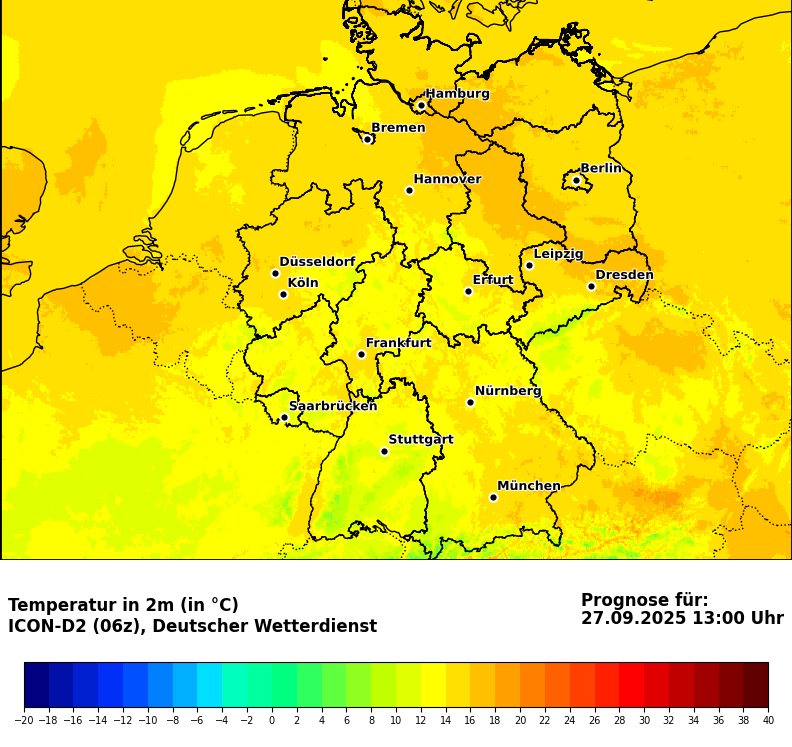 Hamburg
Bremen
Berlin
Hannover
Leipzig
Düsseldorf
Dresden
Köln
Erfurt
Frankfurt
Nürnberg
Saarbrücken
Stuttgart
München
Temperatur in 2m (in °C)
ICON-D2 (06z), Deutscher Wetterdienst
Prognose für:
27.09.2025 13:00 Uhr
−20 −18 −16 −14 −12 −10 −8 −6 −4 −2 0 2 4 6 8 10 12 14 16 18 20 22 24 26 28 30 32 34 36 38 40